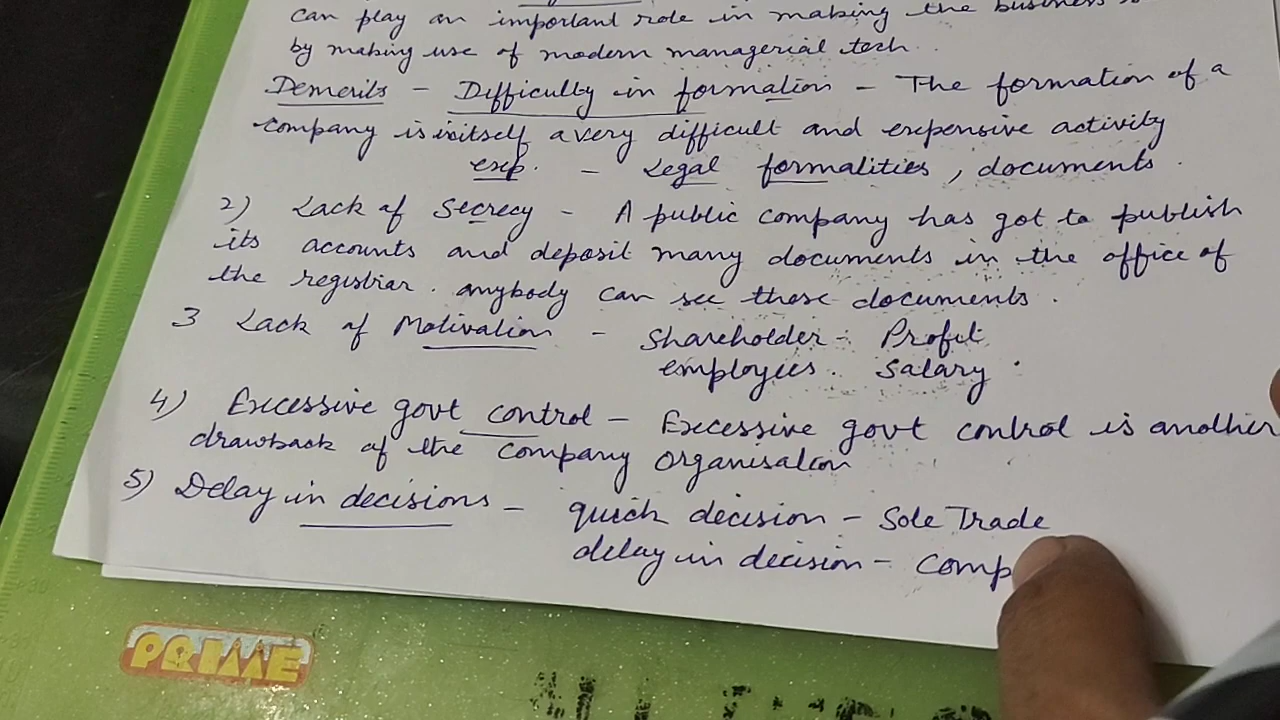 can play an important role in making the business
by making use of modern managerial tech..
Demerits - Difficulty in formation - The formation of a
company is initself a very difficult and expensive activity
exp. - Legal formalities, documents.
2) Lack of Secrecy - A public company has got to publish
its accounts and deposit many documents in the office of
the registrar. anybody can see these documents.
3 Lack of Motivation - Shareholder - Profit
employees. Salary.
4) Excessive govt control - Excessive govt control is another
drawback of the company organisation
5) Delay in decisions - quick decision - Sole Trade
delay in decision - Comp
PRIME